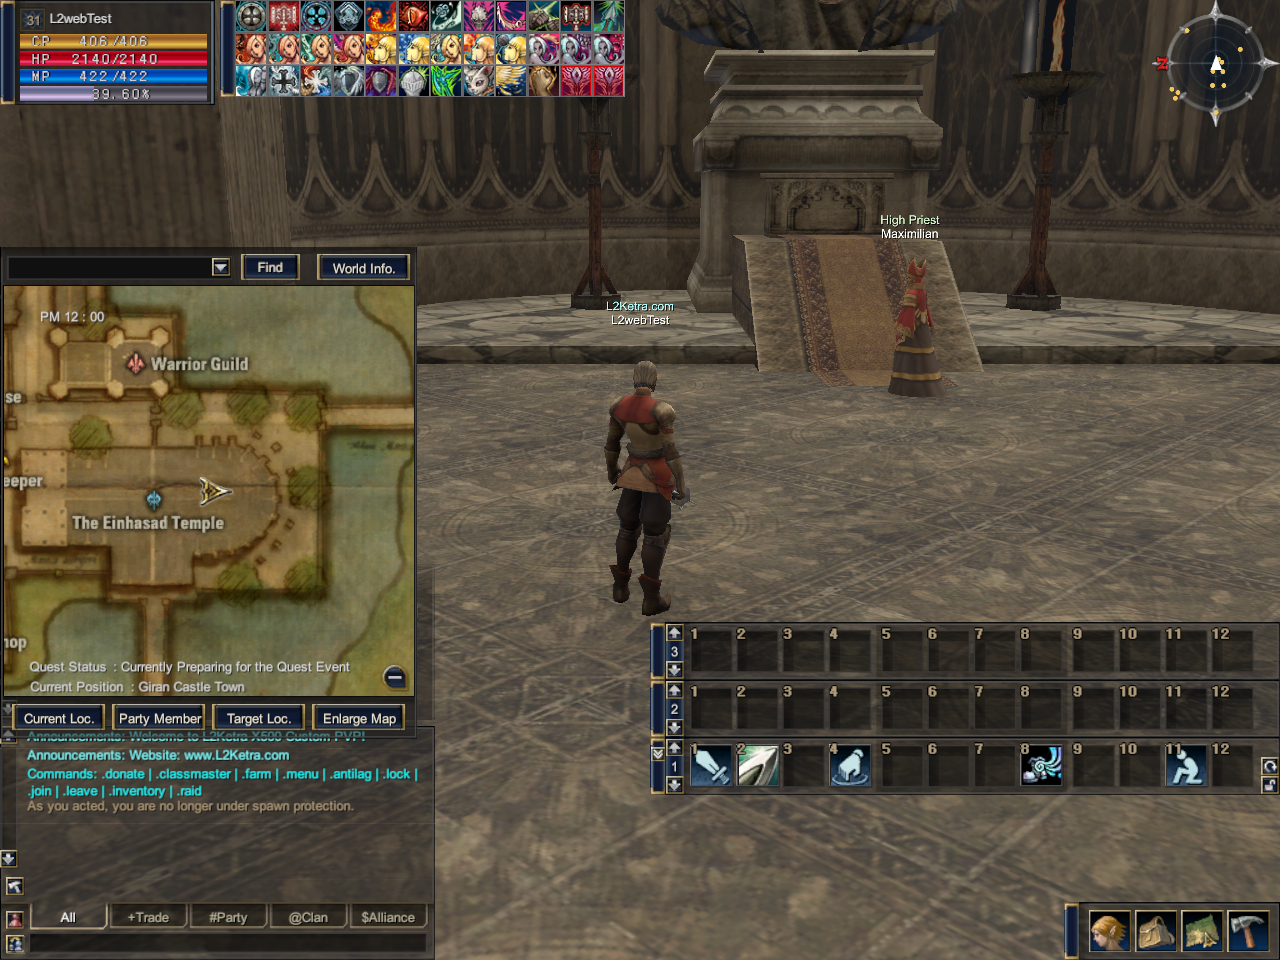 31 L2webTest
CP 406/406
HP 2140/2140
MP 422/422
39.60%
High Priest
Maximilian
L2Ketra.com
L2webTest
Find
World Info.
PM 12 : 00
Warrior Guild
se
eeper
The Einhasad Temple
hop
Quest Status : Currently Preparing for the Quest Event
Current Position : Giran Castle Town
Current Loc.
Party Member
Target Loc.
Enlarge Map
Announcements: Welcome to L2Ketra X500 Custom PVP!
Announcements: Website: www.L2Ketra.com
Commands: .donate | .classmaster | .farm | .menu | .antilag | .lock |
.join | .leave | .inventory | .raid
As you acted, you are no longer under spawn protection.
All
+Trade
#Party
@Clan
$Alliance
3 1 2 3 4 5 6 7 8 9 10 11 12
2 1 2 3 4 5 6 7 8 9 10 11 12
1 1 2 3 4 5 6 7 8 9 10 11 12